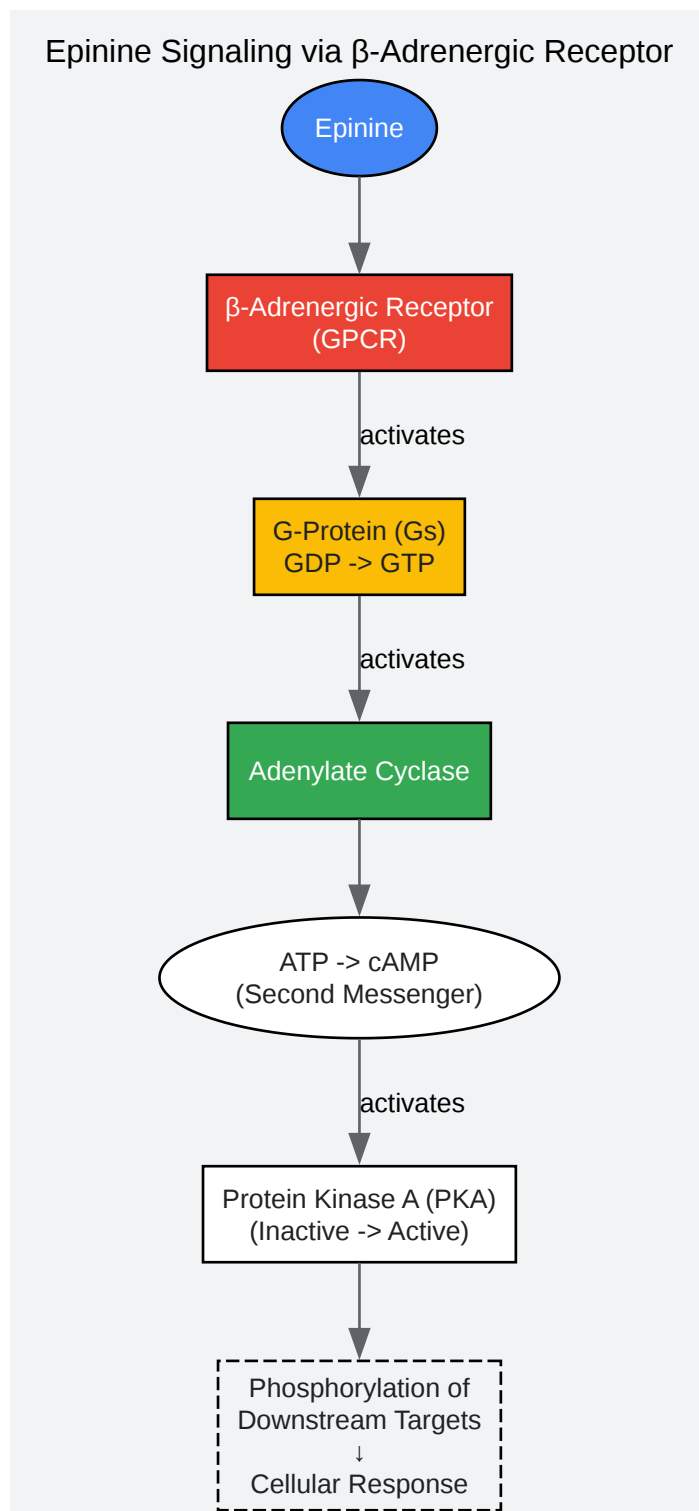 Epinine Signaling via β-Adrenergic Receptor
Epinine
β-Adrenergic Receptor
(GPCR)
activates
G-Protein (Gs)
GDP -> GTP
activates
Adenylate Cyclase
ATP -> cAMP
(Second Messenger)
activates
Protein Kinase A (PKA)
(Inactive -> Active)
Phosphorylation of
Downstream Targets
↓
Cellular Response